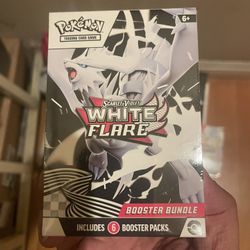 POKÉMON
TRADING CARD GAME
6+
SCARLET & VIOLET
WHITE
FLARE
BOOSTER BUNDLE
INCLUDES 6 BOOSTER PACKS.